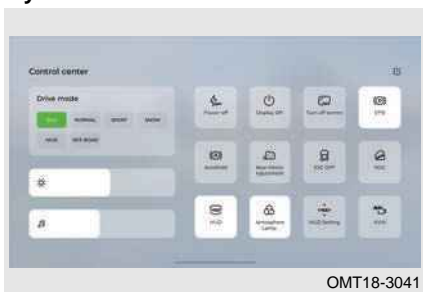 Control center
Drive mode
ECO NORMAL SPORT SNOW
MUD OFF-ROAD
Power off
Display off
Turn off screen
EPB
AutoHold
Rear mirror
adjustment
ESC OFF
HDC
HUD
Atmosphere
Lamp
HUD Setting
OMT18-3041